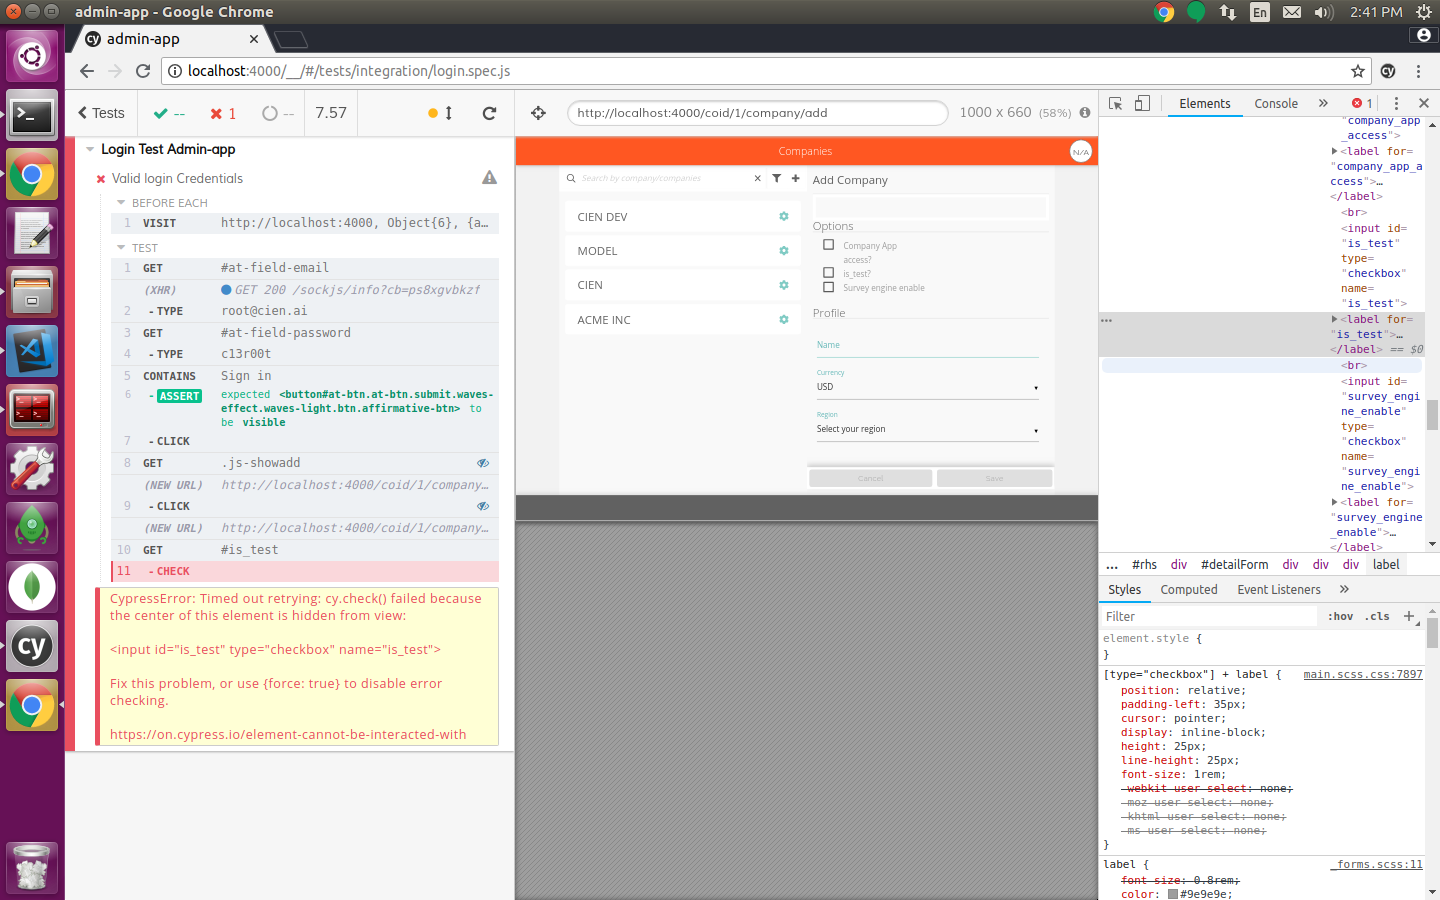 admin-app - Google Chrome
En
2:41 PM
cy admin-app
localhost:4000/__/#/tests/integration/login.spec.js
cy
Tests
--
1
--
7.57
http://localhost:4000/coid/1/company/add
1000 x 660 (58%)
Login Test Admin-app
Valid login Credentials
BEFORE EACH
1 VISIT http://localhost:4000, Object{6}, {a…
TEST
1 GET #at-field-email
(XHR) GET 200 /sockjs/info?cb=ps8xgvbkzf
2 - TYPE root@cien.ai
3 GET #at-field-password
4 - TYPE c13r00t
5 CONTAINS Sign in
6 - ASSERT expected <button#at-btn.at-btn.submit.waves-
effect.waves-light.btn.affirmative-btn> to
be visible
7 - CLICK
8 GET .js-showadd
(NEW URL) http://localhost:4000/coid/1/company…
9 - CLICK
(NEW URL) http://localhost:4000/coid/1/company…
10 GET #is_test
11 - CHECK
CypressError: Timed out retrying: cy.check() failed because
the center of this element is hidden from view:
<input id="is_test" type="checkbox" name="is_test">
Fix this problem, or use {force: true} to disable error
checking.
https://on.cypress.io/element-cannot-be-interacted-with
cy
Companies
N/A
Search by company/companies
CIEN DEV
MODEL
CIEN
ACME INC
Add Company
Options
Company App
access?
is_test?
Survey engine enable
Profile
Name
Currency
USD
Region
Select your region
Cancel
Save
Elements
Console
»
1
"company_app
_access">
<label for=
"company_app_a
ccess">…
</label>
<br>
<input id=
"is_test"
type=
"checkbox"
name=
"is_test">
… <label for=
"is_test">…
</label> == $0
<br>
<input id=
"survey_engi
ne_enable"
type=
"checkbox"
name=
"survey_engi
ne_enable">
<label for=
"survey_engine
_enable">…
</label>
… #rhs div #detailForm div div div label
Styles Computed Event Listeners »
Filter :hov .cls +
element.style {
}
[type="checkbox"] + label { main.scss.css:7897
position: relative;
padding-left: 35px;
cursor: pointer;
display: inline-block;
height: 25px;
line-height: 25px;
font-size: 1rem;
-webkit-user-select: none;
-moz-user-select: none;
-khtml-user-select: none;
-ms-user-select: none;
}
label { _forms.scss:11
font-size: 0.8rem;
color: #9e9e9e;